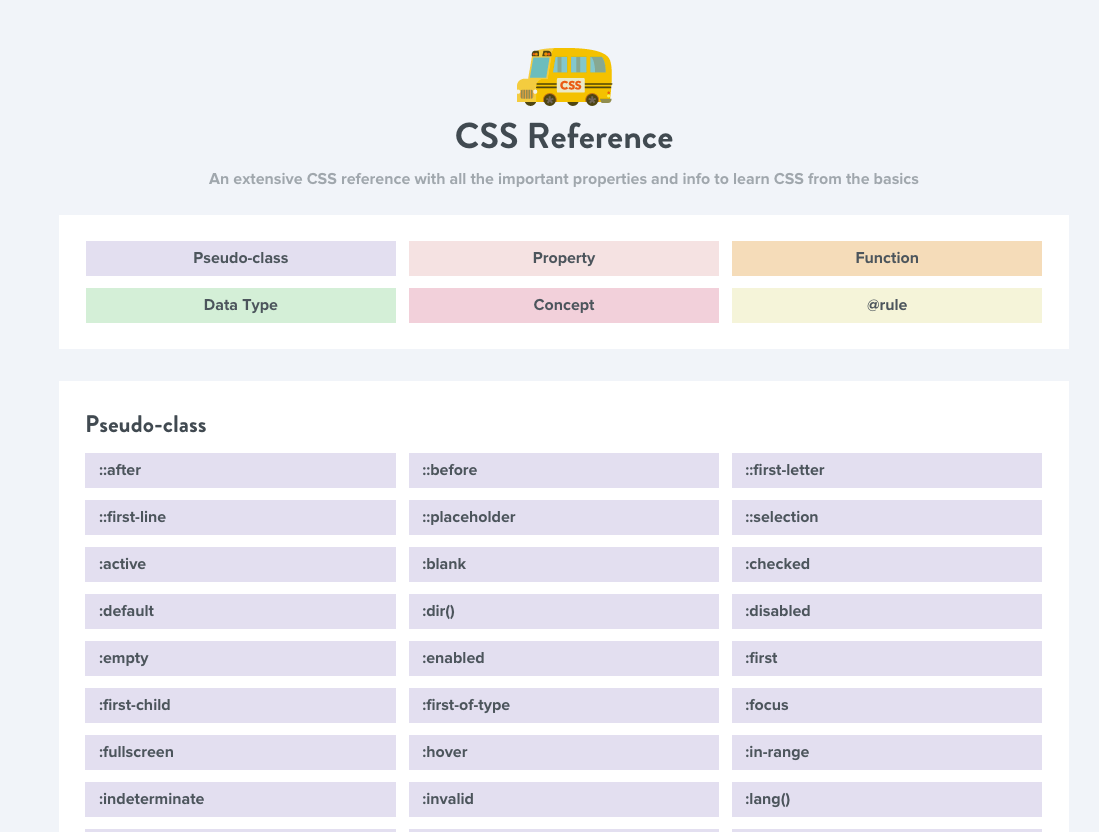 CSS
CSS Reference
An extensive CSS reference with all the important properties and info to learn CSS from the basics
Pseudo-class Property Function
Data Type Concept @rule
Pseudo-class
::after ::before ::first-letter
::first-line ::placeholder ::selection
:active :blank :checked
:default :dir() :disabled
:empty :enabled :first
:first-child :first-of-type :focus
:fullscreen :hover :in-range
:indeterminate :invalid :lang()